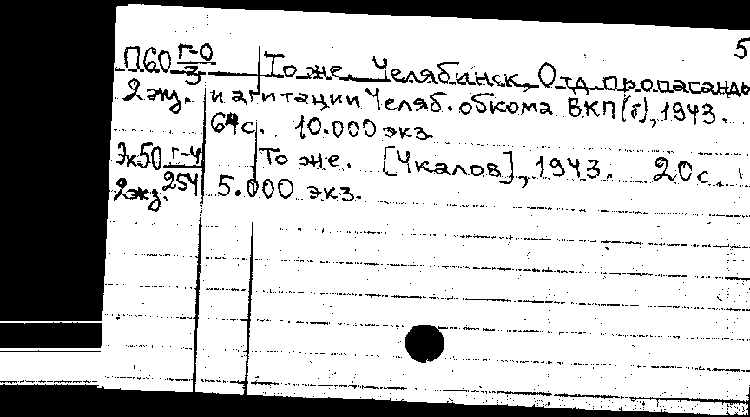 5
П60 Г-0/3 То же. Челябинск, Отд. пропаганды
2 экз. и агитации Челяб. обкома ВКП(б), 1943.
64 с. 10.000 экз.
Эк50 Г-4/254 То же. [Чкалов], 1943. 20 с.
2 экз. 5.000 экз.